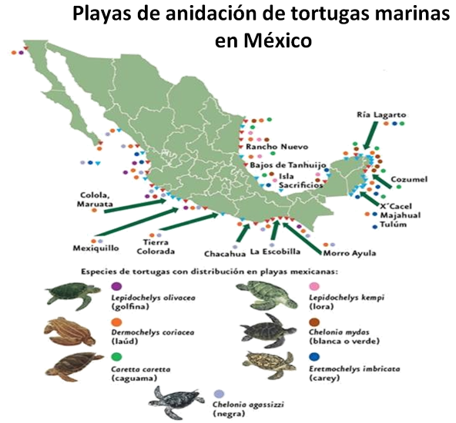 Playas de anidación de tortugas marinas
en México
Ría Lagarto
Rancho Nuevo
Bajos de Tanhuijo
Isla
Sacrificios
Cozumel
X´Cacel
Majahual
Tulúm
Colola,
Maruata
Mexiquillo
Tierra
Colorada
Chacahua
La Escobilla
Morro Ayula
Especies de tortugas con distribución en playas mexicanas:
Lepidochelys olivacea
(golfina)
Lepidochelys kempi
(lora)
Dermochelys coriacea
(laúd)
Chelonia mydas
(blanca o verde)
Caretta caretta
(caguama)
Eretmochelys imbricata
(carey)
Chelonia agassizzi
(negra)